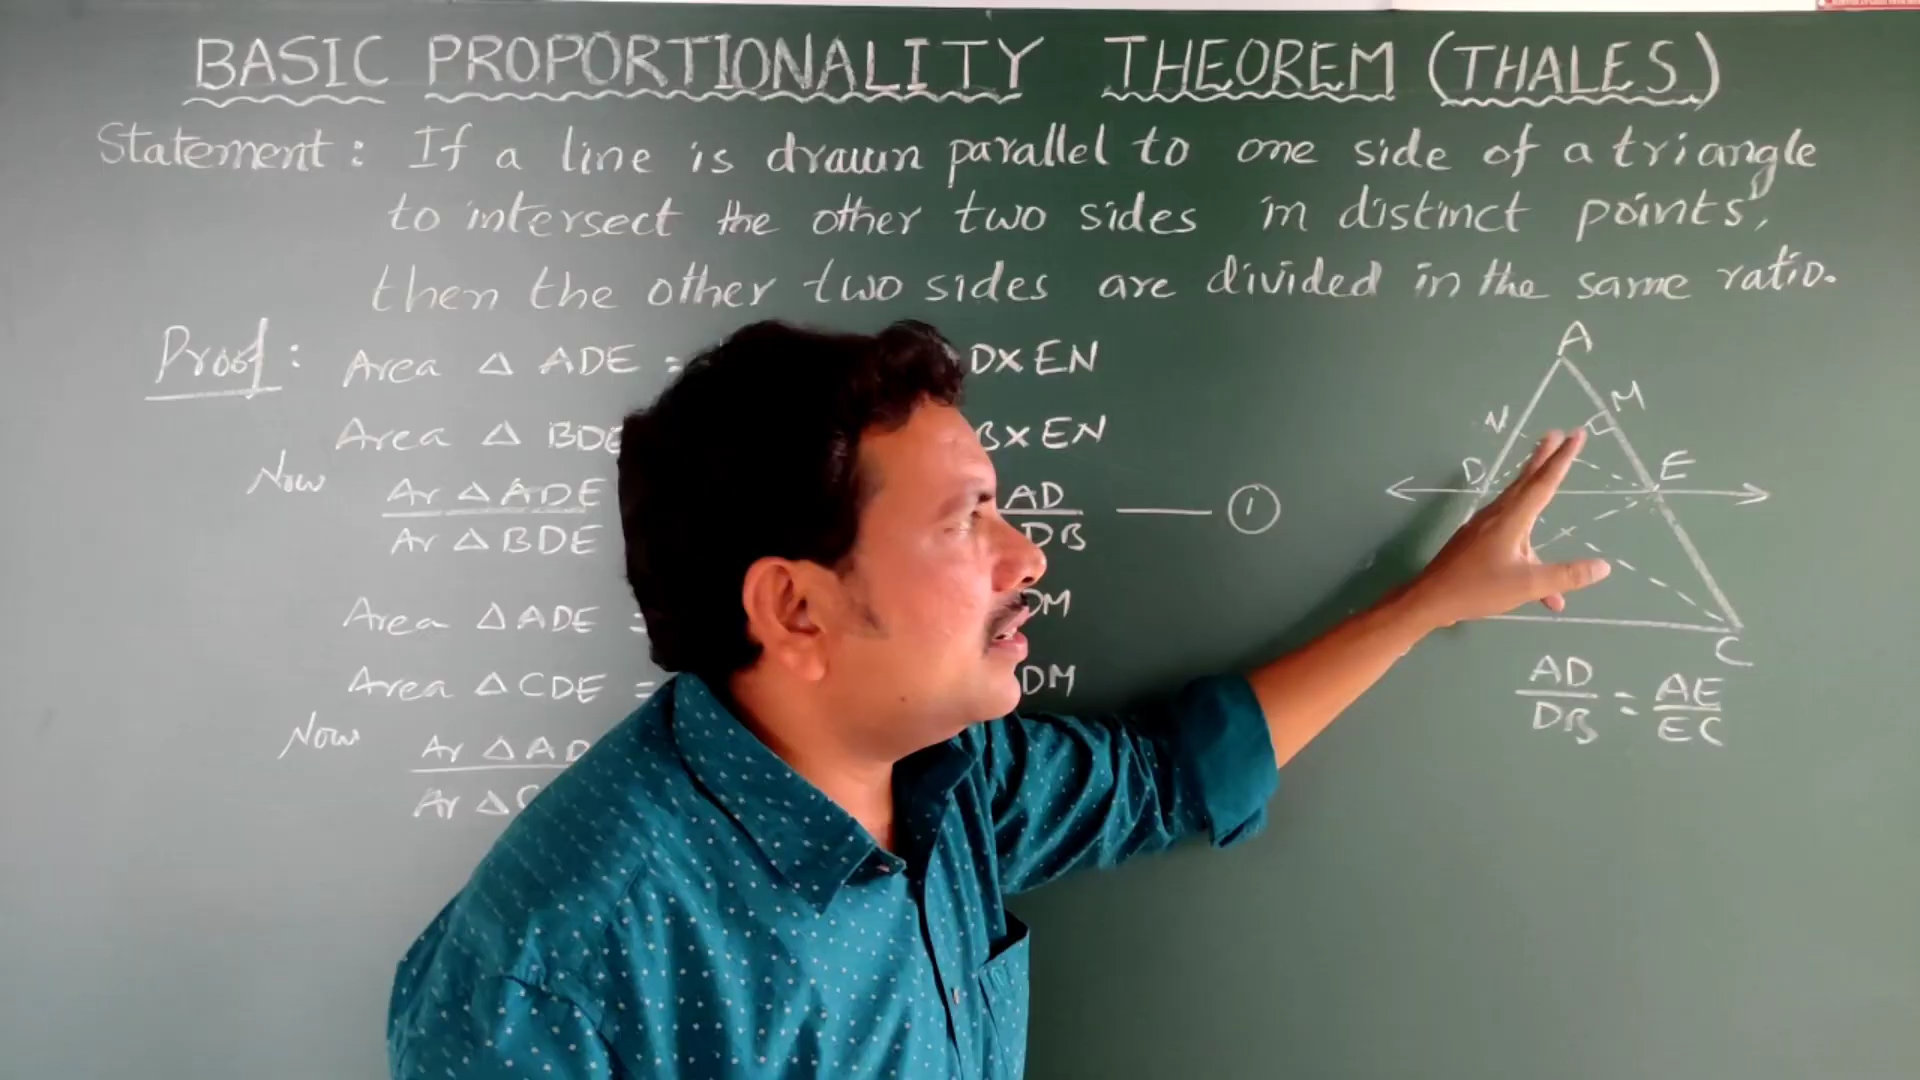 BASIC PROPORTIONALITY THEOREM (THALES)
Statement : If a line is drawn parallel to one side of a triangle
to intersect the other two sides in distinct points,
then the other two sides are divided in the same ratio.
Proof : Area △ ADE = D×EN
Area △ BDE B×EN
Now Ar △ ADE AD ①
Ar △ BDE DB
Area △ ADE = DM
Area △ CDE = DM
Now Ar △ AD
Ar △
A
M
N
D
E
C
AD = AE
DB EC